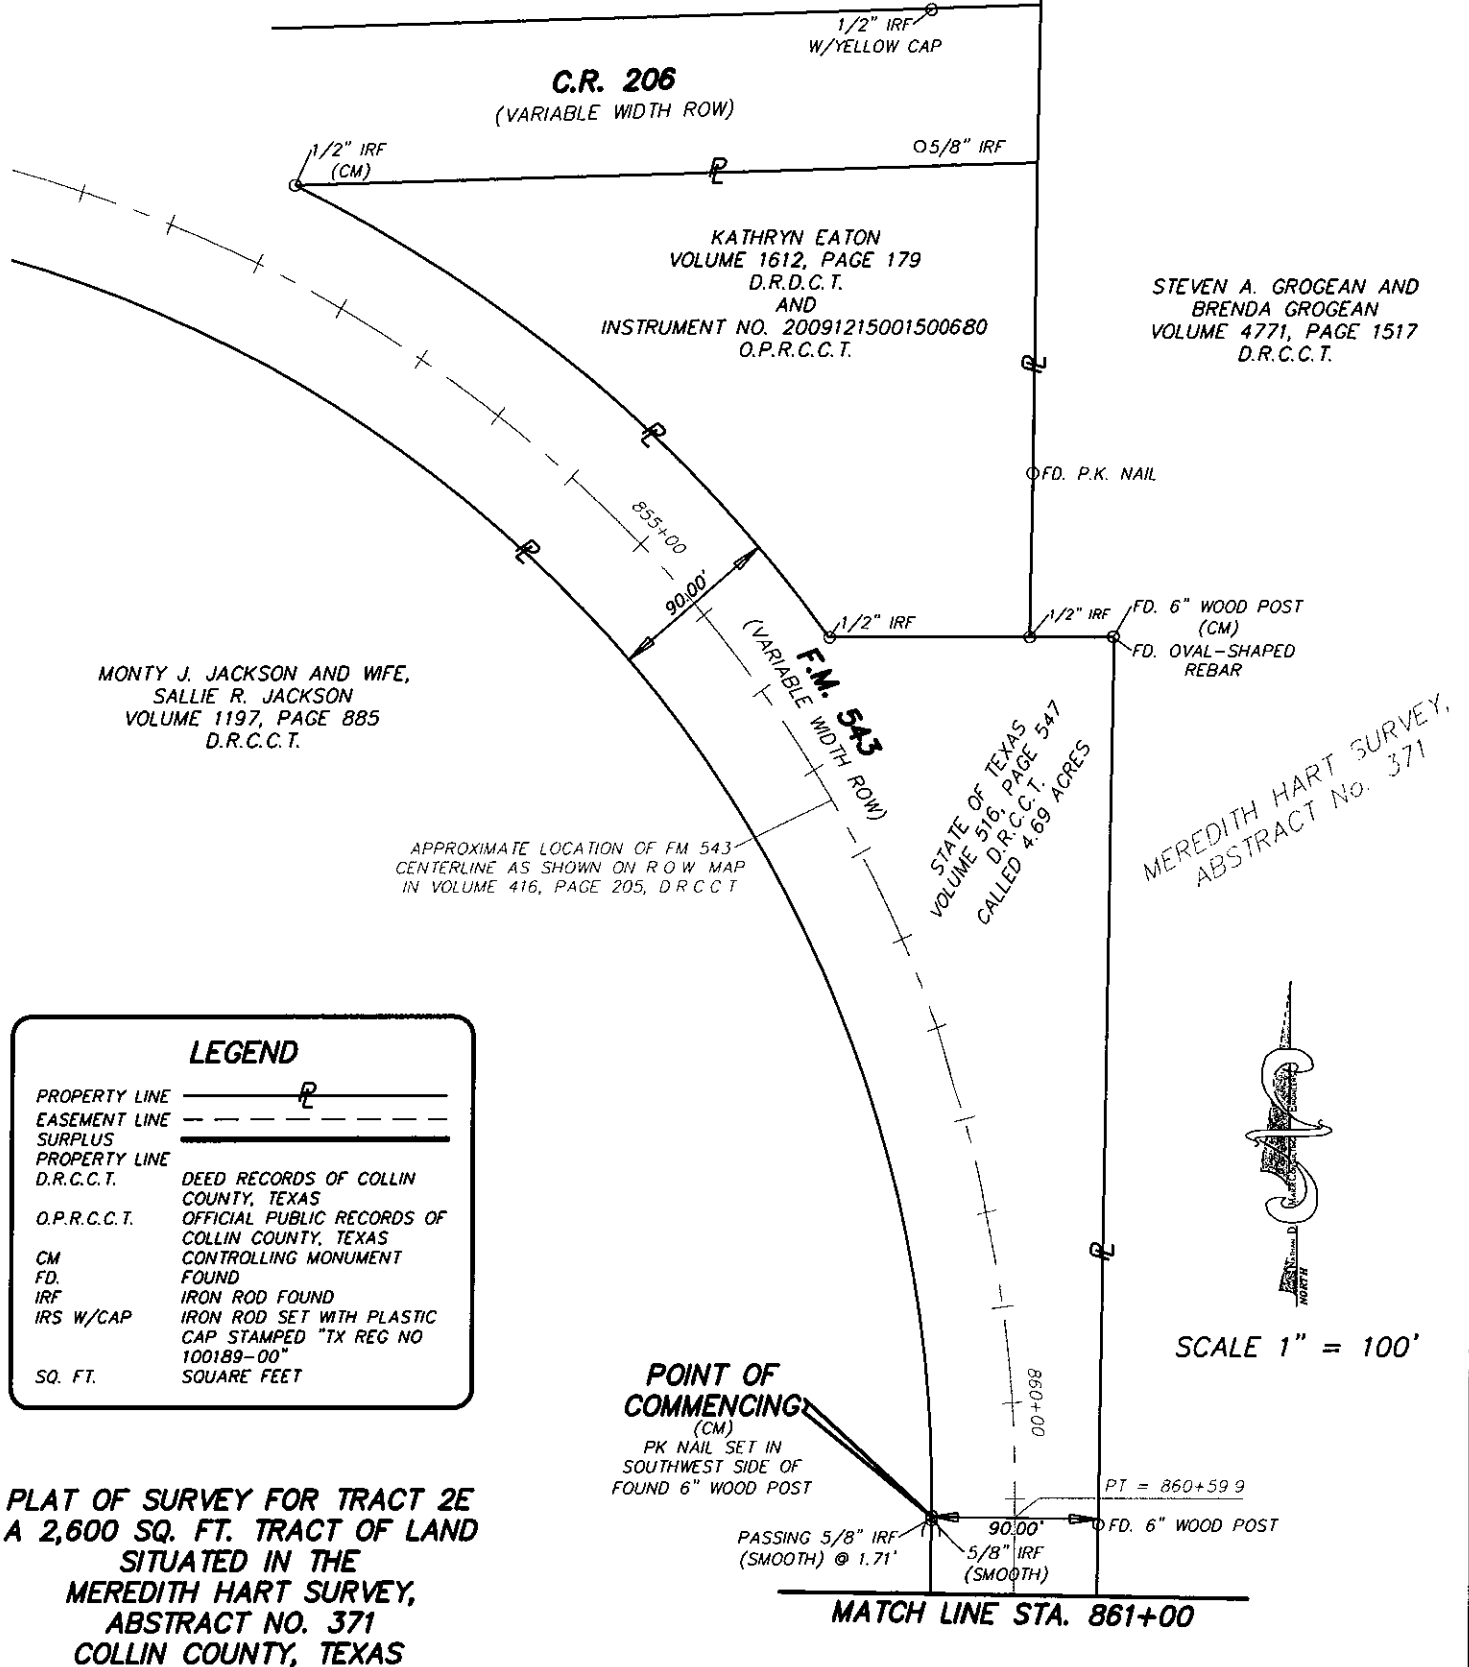 1/2" IRF
W/YELLOW CAP
C.R. 206
(VARIABLE WIDTH ROW)
1/2" IRF
(CM)
5/8" IRF
KATHRYN EATON
VOLUME 1612, PAGE 179
D.R.D.C.T.
AND
INSTRUMENT NO. 20091215001500680
O.P.R.C.C.T.
STEVEN A. GROGEAN AND
BRENDA GROGEAN
VOLUME 4771, PAGE 1517
D.R.C.C.T.
FD. P.K. NAIL
855+00
90.00'
1/2" IRF
1/2" IRF
FD. 6" WOOD POST
(CM)
FD. OVAL-SHAPED
REBAR
F.M. 543
(VARIABLE WIDTH ROW)
MONTY J. JACKSON AND WIFE,
SALLIE R. JACKSON
VOLUME 1197, PAGE 885
D.R.C.C.T.
STATE OF TEXAS
VOLUME 516, PAGE 547
D.R.C.C.T.
CALLED 4.69 ACRES
MEREDITH HART SURVEY,
ABSTRACT No. 371
APPROXIMATE LOCATION OF FM 543
CENTERLINE AS SHOWN ON R O W MAP
IN VOLUME 416, PAGE 205, D R C C T
LEGEND
PROPERTY LINE
EASEMENT LINE
SURPLUS
PROPERTY LINE
D.R.C.C.T. DEED RECORDS OF COLLIN
COUNTY, TEXAS
O.P.R.C.C.T. OFFICIAL PUBLIC RECORDS OF
COLLIN COUNTY, TEXAS
CM CONTROLLING MONUMENT
FD. FOUND
IRF IRON ROD FOUND
IRS W/CAP IRON ROD SET WITH PLASTIC
CAP STAMPED "TX REG NO
100189-00"
SQ. FT. SQUARE FEET
NORTH
SCALE 1" = 100'
POINT OF
COMMENCING
(CM)
PK NAIL SET IN
SOUTHWEST SIDE OF
FOUND 6" WOOD POST
860+00
PT = 860+59 9
90.00'
FD. 6" WOOD POST
PASSING 5/8" IRF
(SMOOTH) @ 1.71'
5/8" IRF
(SMOOTH)
MATCH LINE STA. 861+00
PLAT OF SURVEY FOR TRACT 2E
A 2,600 SQ. FT. TRACT OF LAND
SITUATED IN THE
MEREDITH HART SURVEY,
ABSTRACT NO. 371
COLLIN COUNTY, TEXAS